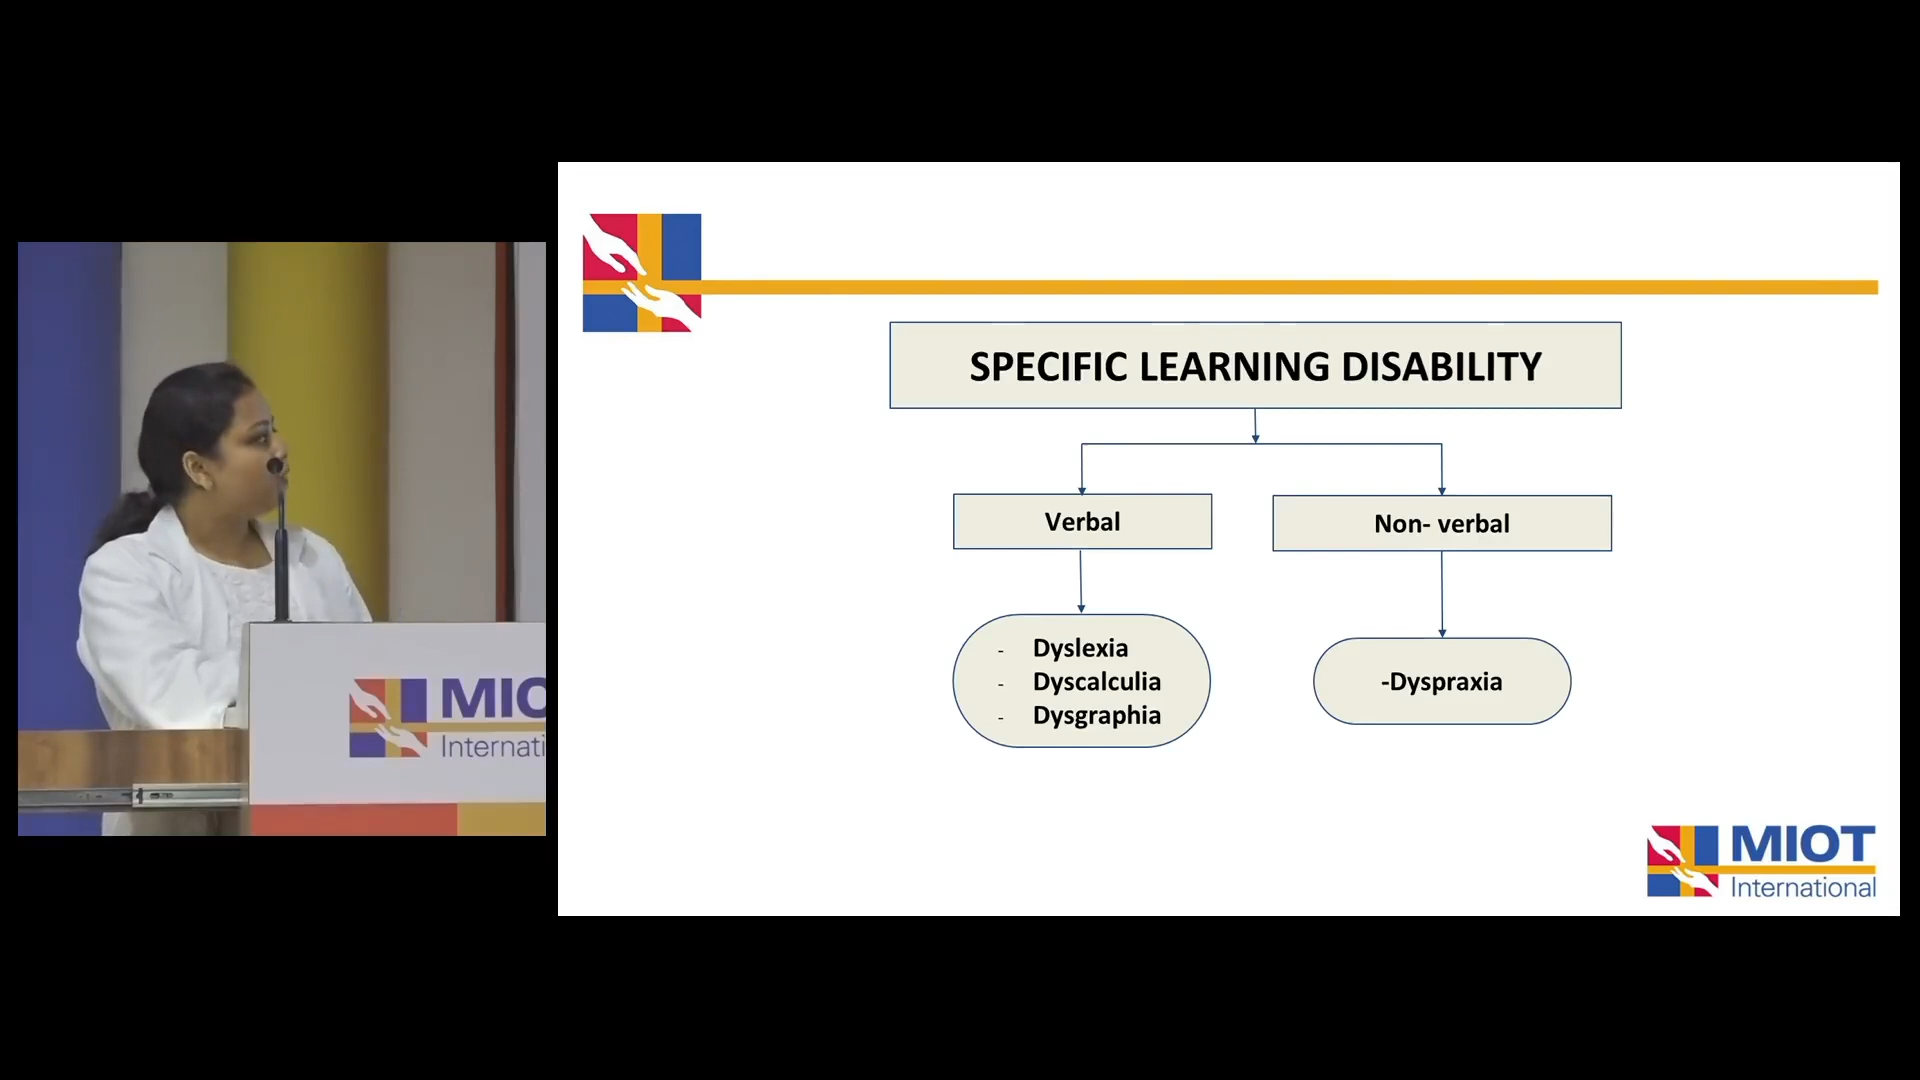 SPECIFIC LEARNING DISABILITY
Verbal
Non- verbal
- Dyslexia
- Dyscalculia
- Dysgraphia
-Dyspraxia
MIOT
International
MIO
Internati